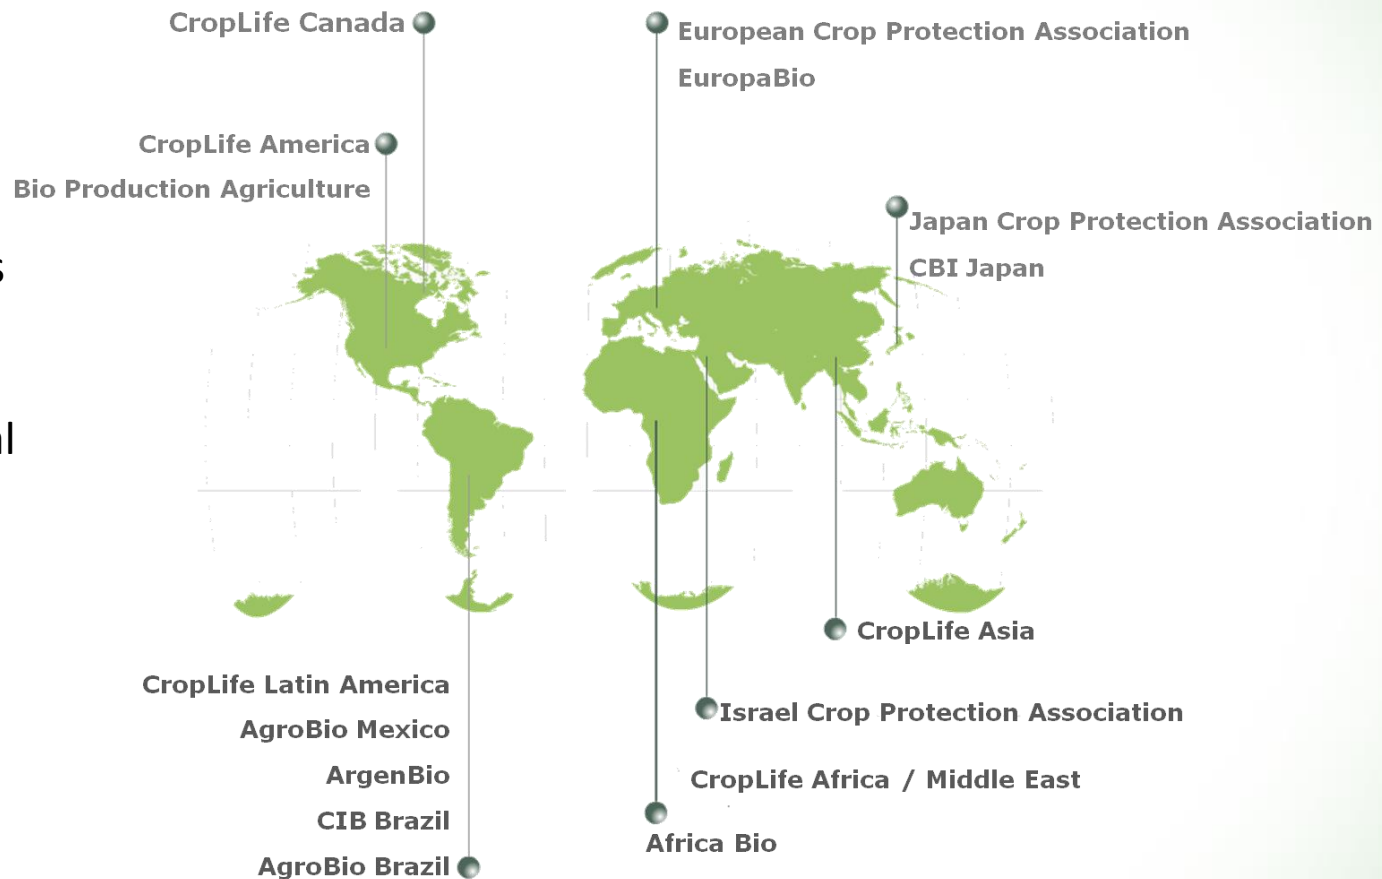 CropLife Canada
European Crop Protection Association
EuropaBio
CropLife America
Bio Production Agriculture
Japan Crop Protection Association
CBI Japan
s
al
CropLife Asia
CropLife Latin America
AgroBio Mexico
ArgenBio
CIB Brazil
AgroBio Brazil
Israel Crop Protection Association
CropLife Africa / Middle East
Africa Bio